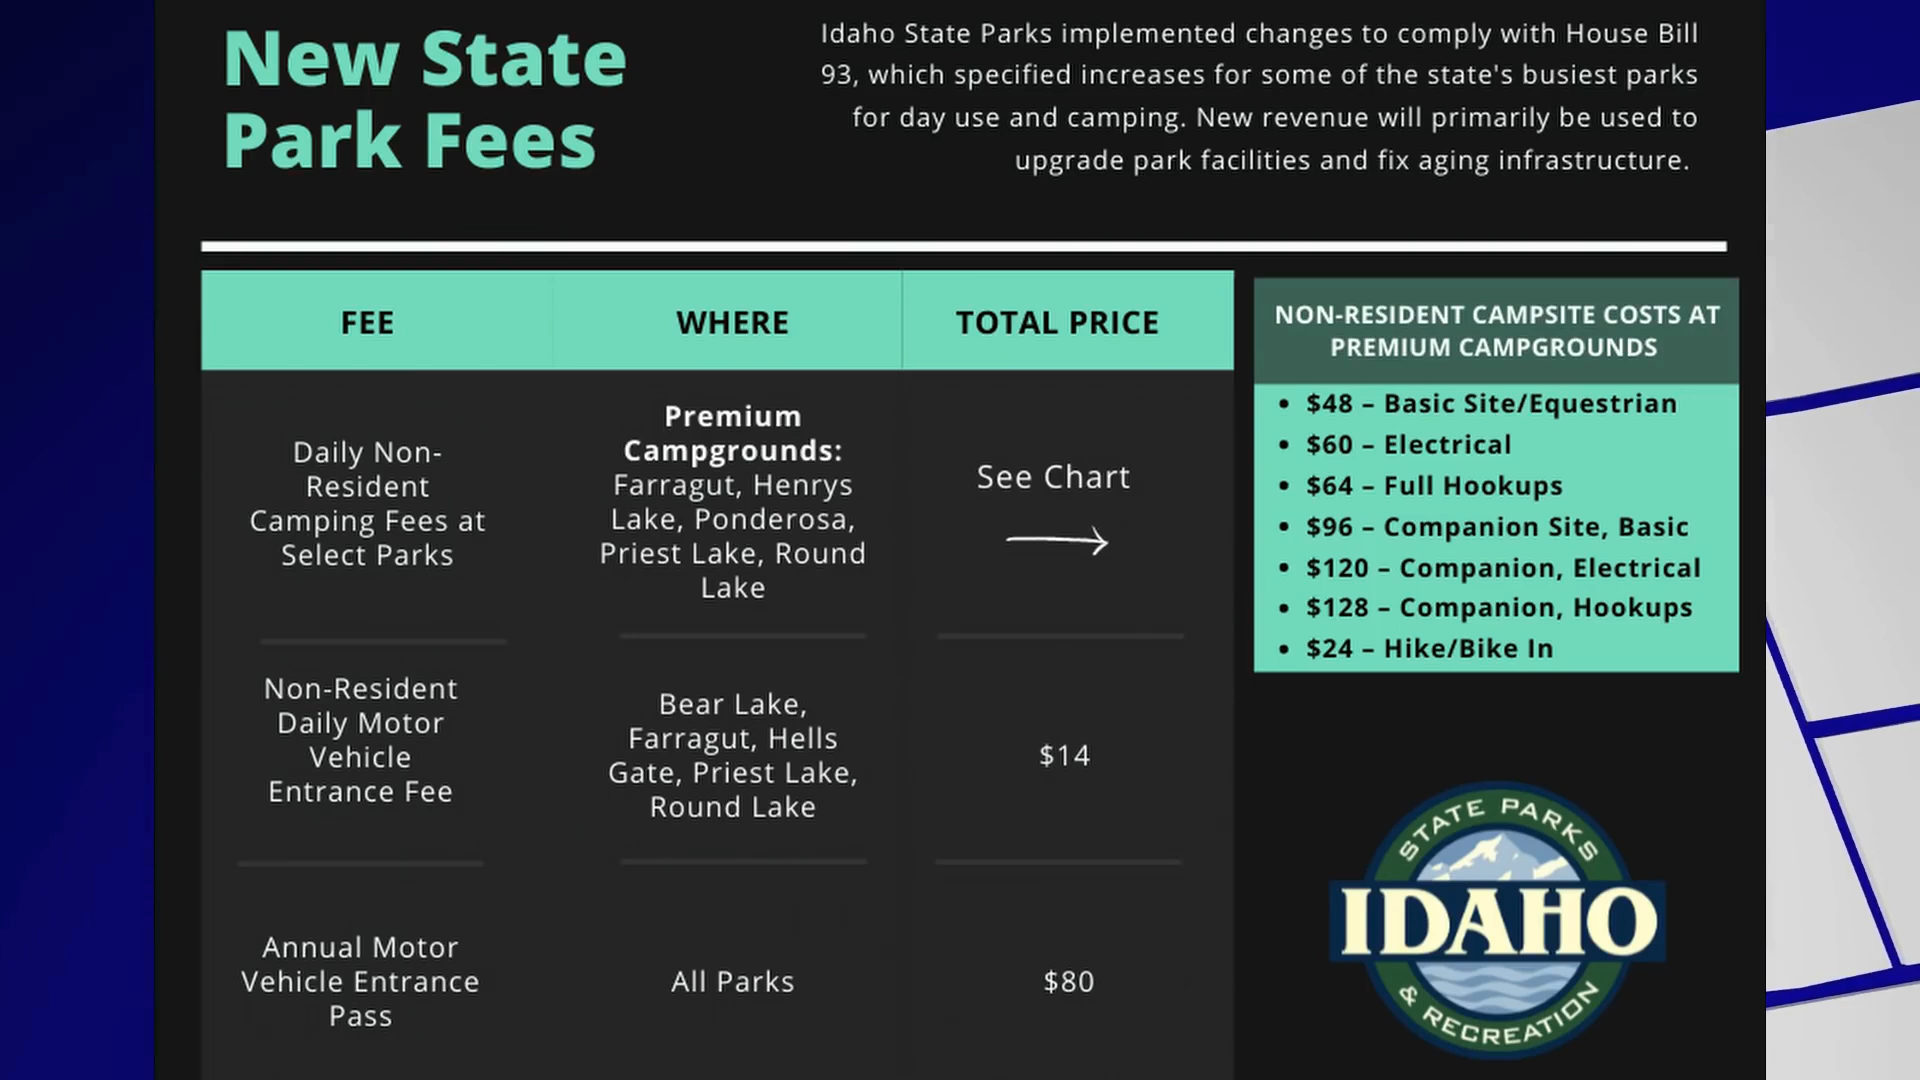 New State
Park Fees
Idaho State Parks implemented changes to comply with House Bill
93, which specified increases for some of the state's busiest parks
for day use and camping. New revenue will primarily be used to
upgrade park facilities and fix aging infrastructure.
FEE
WHERE
TOTAL PRICE
Daily Non-
Resident
Camping Fees at
Select Parks
Premium
Campgrounds:
Farragut, Henrys
Lake, Ponderosa,
Priest Lake, Round
Lake
See Chart
Non-Resident
Daily Motor
Vehicle
Entrance Fee
Bear Lake,
Farragut, Hells
Gate, Priest Lake,
Round Lake
$14
Annual Motor
Vehicle Entrance
Pass
All Parks
$80
NON-RESIDENT CAMPSITE COSTS AT
PREMIUM CAMPGROUNDS
• $48 – Basic Site/Equestrian
• $60 – Electrical
• $64 – Full Hookups
• $96 – Companion Site, Basic
• $120 – Companion, Electrical
• $128 – Companion, Hookups
• $24 – Hike/Bike In
STATE PARKS
IDAHO
& RECREATION